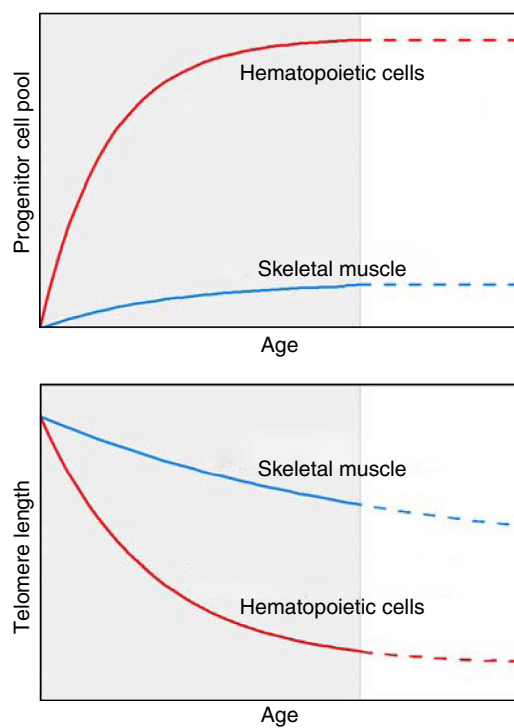 Progenitor cell pool
Hematopoietic cells
Skeletal muscle
Age
Telomere length
Skeletal muscle
Hematopoietic cells
Age